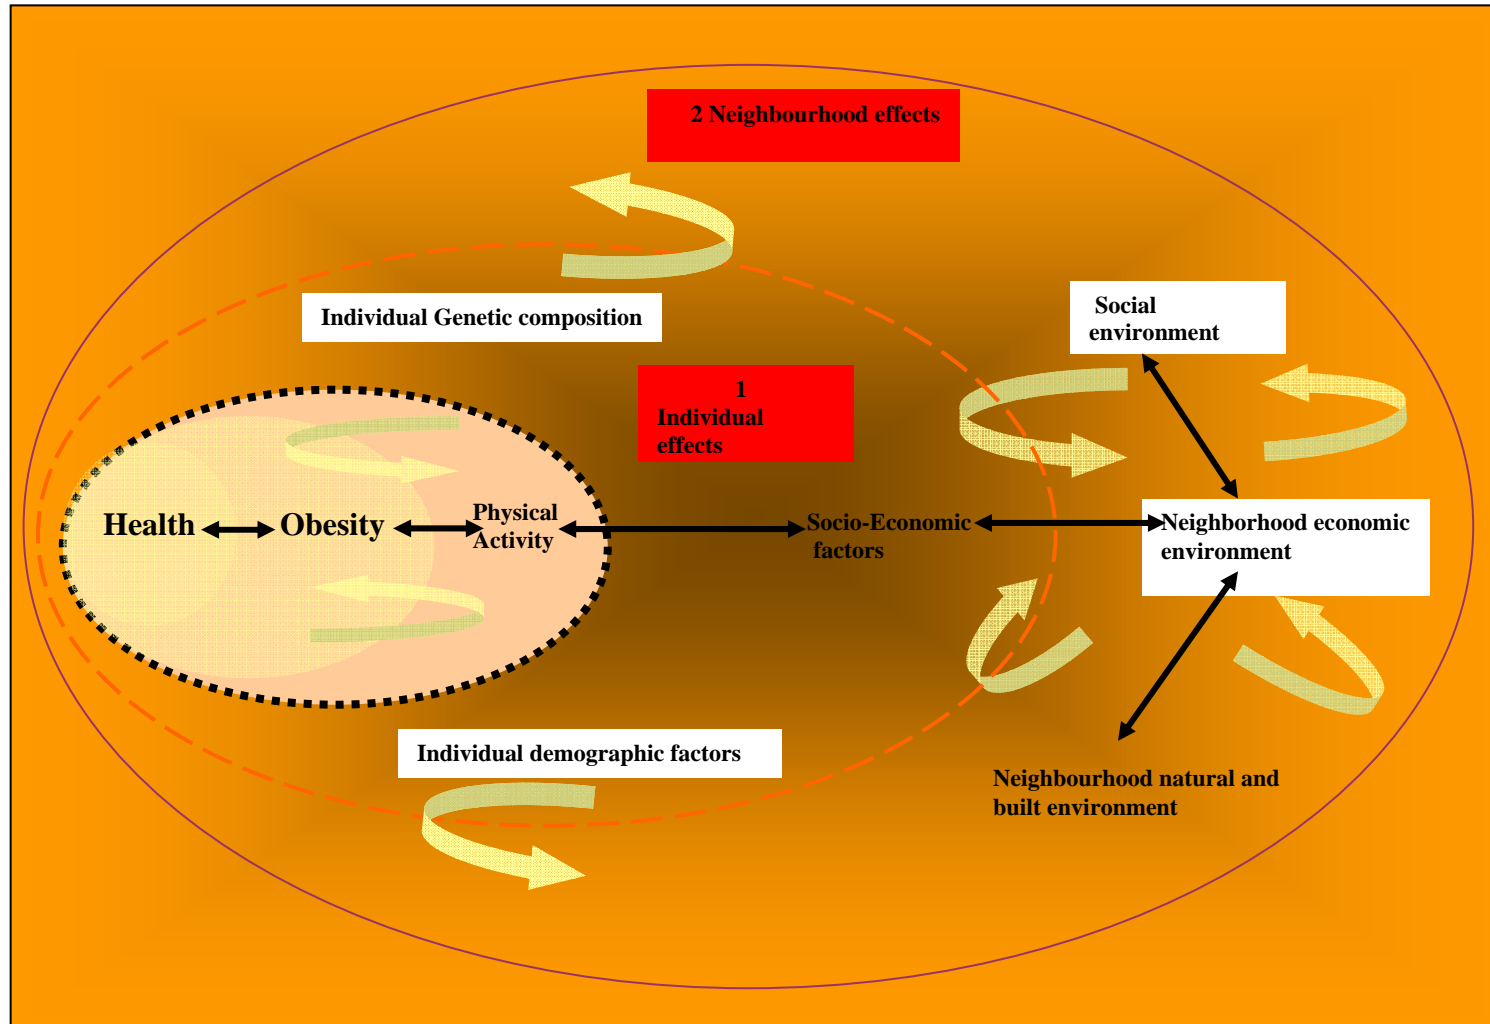 2 Neighbourhood effects
Individual Genetic composition
Social
environment
1
Individual
effects
Health
Obesity
Physical
Activity
Socio-Economic
factors
Neighborhood economic
environment
Individual demographic factors
Neighbourhood natural and
built environment